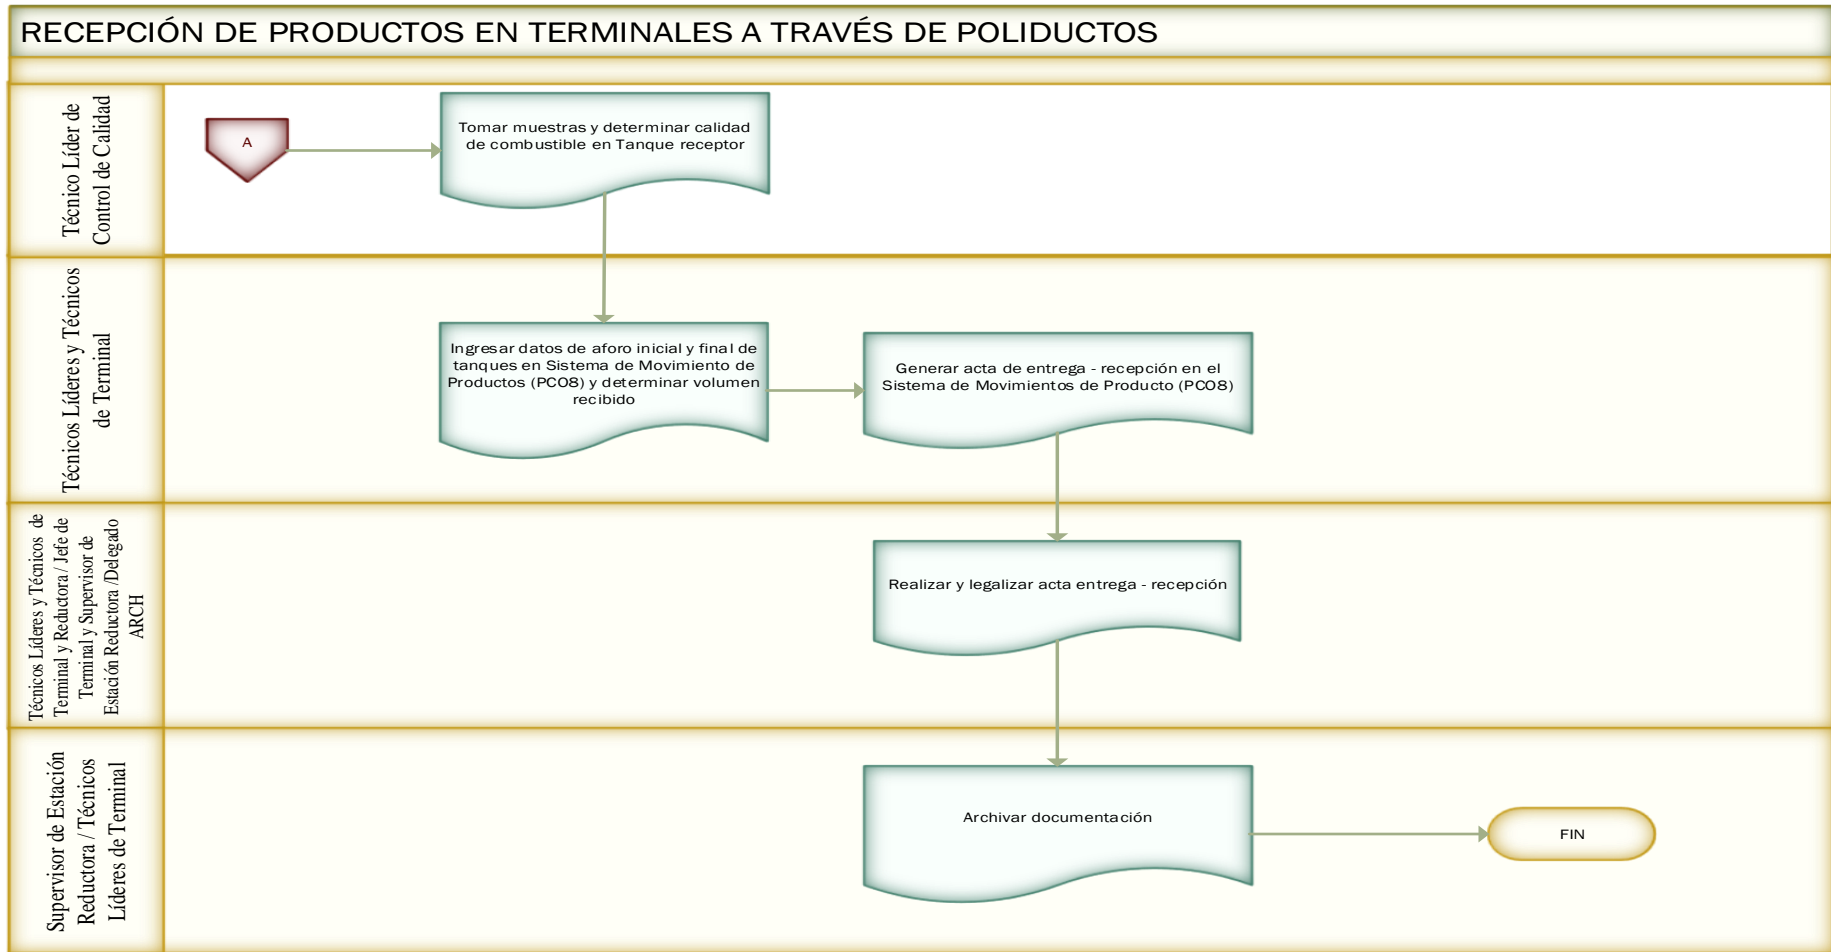 RECEPCIÓN DE PRODUCTOS EN TERMINALES A TRAVÉS DE POLIDUCTOS
Técnico Líder de
Control de Calidad
A
Tomar muestras y determinar calidad
de combustible en Tanque receptor
Técnicos Líderes y Técnicos
de Terminal
Ingresar datos de aforo inicial y final de
tanques en Sistema de Movimiento de
Productos (PCO8) y determinar volumen
recibido
Generar acta de entrega - recepción en el
Sistema de Movimientos de Producto (PCO8)
Técnicos Líderes y Técnicos de
Terminal y Reductora / Jefe de
Terminal y Supervisor de
Estación Reductora /Delegado
ARCH
Realizar y legalizar acta entrega - recepción
Supervisor de Estación
Reductora / Técnicos
Líderes de Terminal
Archivar documentación
FIN